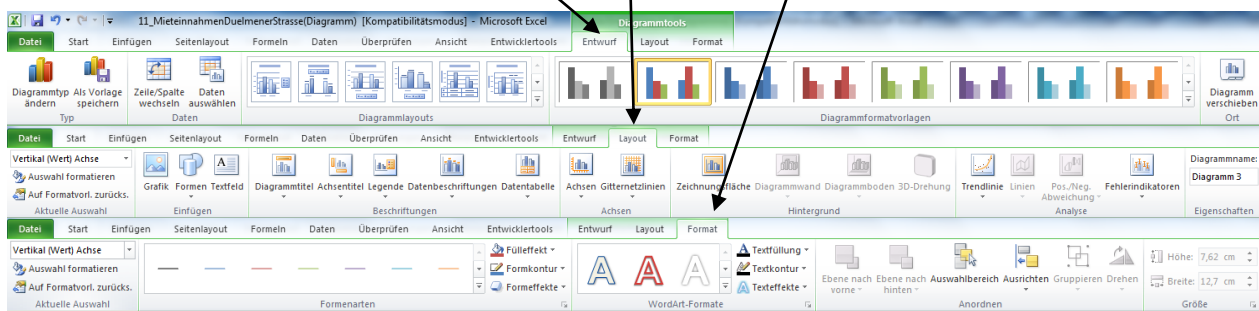 11_MieteinnahmenDuelmenerStrasse(Diagramm) [Kompatibilitätsmodus] - Microsoft Excel
Diagrammtools
Datei Start Einfügen Seitenlayout Formeln Daten Überprüfen Ansicht Entwicklertools Entwurf Layout Format
Diagrammtyp Als Vorlage Zeile/Spalte Daten Diagramm
ändern speichern wechseln auswählen verschieben
Typ Daten Diagrammlayouts Diagrammformatvorlagen Ort
Datei Start Einfügen Seitenlayout Formeln Daten Überprüfen Ansicht Entwicklertools Entwurf Layout Format
Vertikal (Wert) Achse Diagrammname:
Auswahl formatieren Diagramm 3
Grafik Formen Textfeld Diagrammtitel Achsentitel Legende Datenbeschriftungen Datentabelle Achsen Gitternetzlinien Zeichnungsfläche Diagrammwand Diagrammboden 3D-Drehung Trendlinie Linien Pos./Neg. Fehlerindikatoren
Auf Formatvorl. zurücks. Abweichung
Aktuelle Auswahl Einfügen Beschriftungen Achsen Hintergrund Analyse Eigenschaften
Datei Start Einfügen Seitenlayout Formeln Daten Überprüfen Ansicht Entwicklertools Entwurf Layout Format
Vertikal (Wert) Achse Fülleffekt A Textfüllung Höhe: 7,62 cm
Auswahl formatieren Formkontur A A A Textkontur Ebene nach Ebene nach Auswahlbereich Ausrichten Gruppieren Drehen
Auf Formatvorl. zurücks. Formeffekte Texteffekte vorne hinten Breite: 12,7 cm
Aktuelle Auswahl Formenarten WordArt-Formate Anordnen Größe